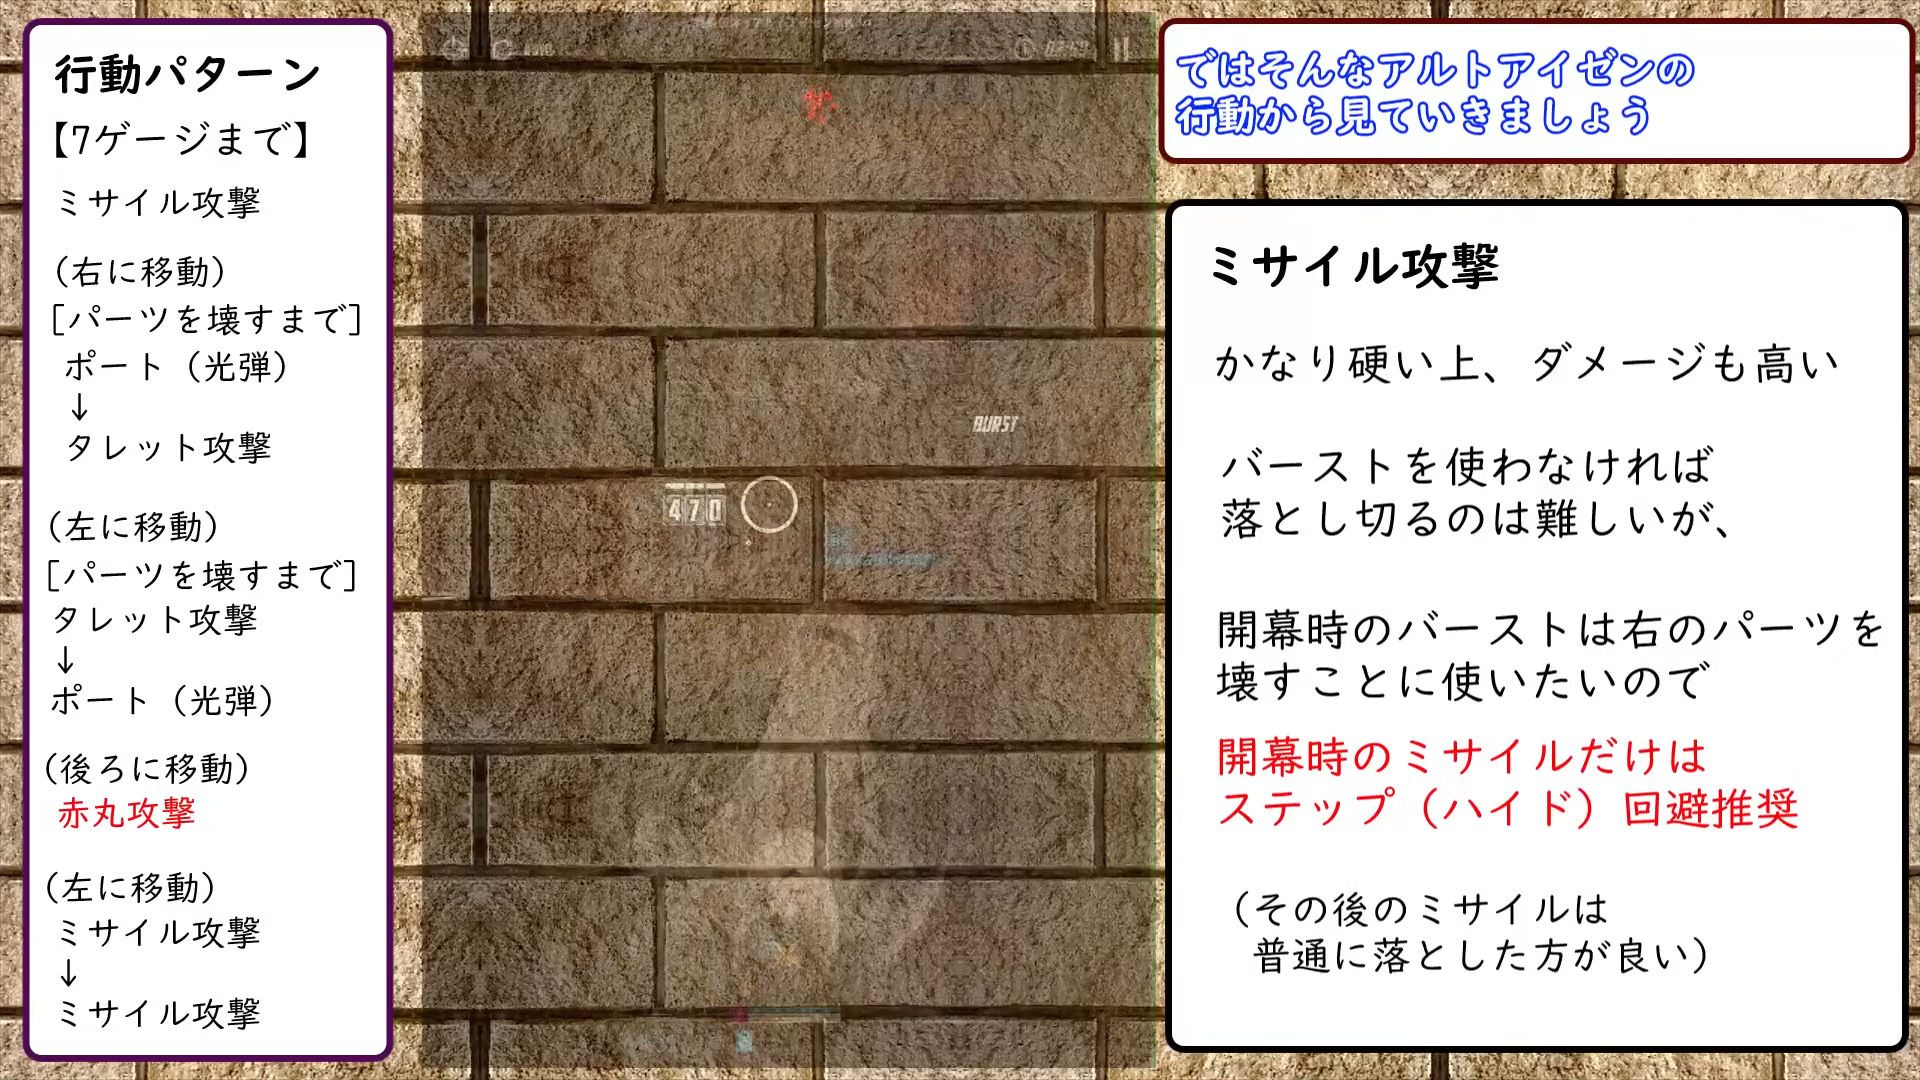 行動パターン
【7ゲージまで】
ミサイル攻撃
(右に移動)
[パーツを壊すまで]
ポート（光弾）
↓
タレット攻撃
(左に移動)
[パーツを壊すまで]
タレット攻撃
↓
ポート（光弾）
(後ろに移動)
赤丸攻撃
(左に移動)
ミサイル攻撃
↓
ミサイル攻撃
BURST
470
ではそんなアルトアイゼンの
行動から見ていきましょう
ミサイル攻撃
かなり硬い上、ダメージも高い
バーストを使わなければ
落とし切るのは難しいが、
開幕時のバーストは右のパーツを
壊すことに使いたいので
開幕時のミサイルだけは
ステップ（ハイド）回避推奨
（その後のミサイルは
普通に落とした方が良い）